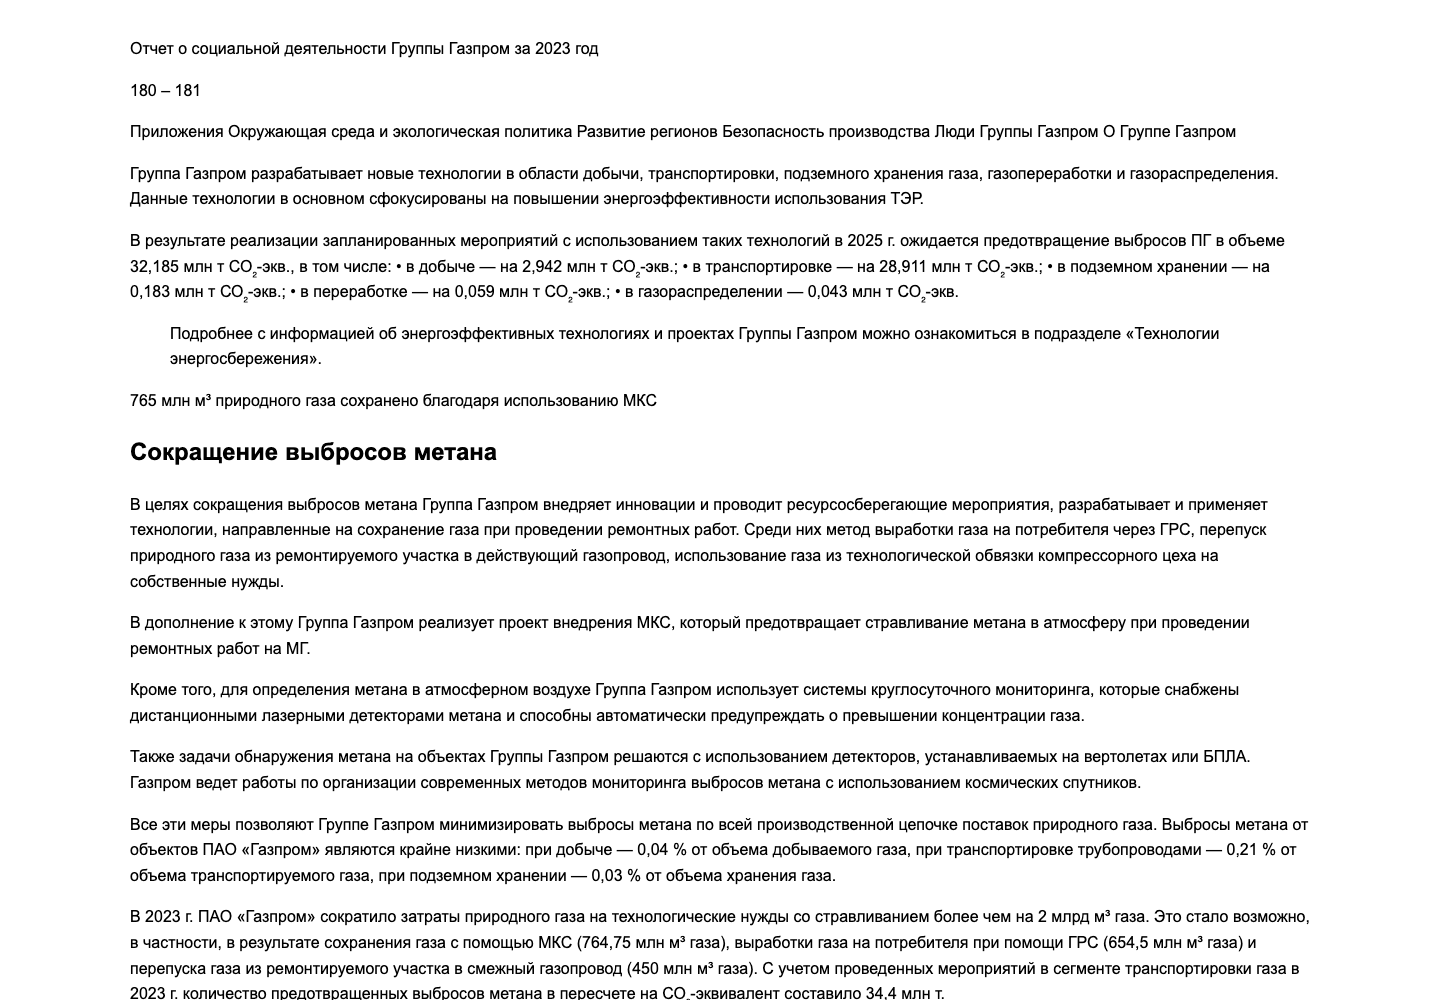 Отчет о социальной деятельности Группы Газпром за 2023 год
180 – 181
Приложения Окружающая среда и экологическая политика Развитие регионов Безопасность производства Люди Группы Газпром О Группе Газпром
Группа Газпром разрабатывает новые технологии в области добычи, транспортировки, подземного хранения газа, газопереработки и газораспределения.
Данные технологии в основном сфокусированы на повышении энергоэффективности использования ТЭР.
В результате реализации запланированных мероприятий с использованием таких технологий в 2025 г. ожидается предотвращение выбросов ПГ в объеме
32,185 млн т CO₂-экв., в том числе: • в добыче — на 2,942 млн т CO₂-экв.; • в транспортировке — на 28,911 млн т CO₂-экв.; • в подземном хранении — на
0,183 млн т CO₂-экв.; • в переработке — на 0,059 млн т CO₂-экв.; • в газораспределении — 0,043 млн т CO₂-экв.
Подробнее с информацией об энергоэффективных технологиях и проектах Группы Газпром можно ознакомиться в подразделе «Технологии
энергосбережения».
765 млн м³ природного газа сохранено благодаря использованию МКС
Сокращение выбросов метана
В целях сокращения выбросов метана Группа Газпром внедряет инновации и проводит ресурсосберегающие мероприятия, разрабатывает и применяет
технологии, направленные на сохранение газа при проведении ремонтных работ. Среди них метод выработки газа на потребителя через ГРС, перепуск
природного газа из ремонтируемого участка в действующий газопровод, использование газа из технологической обвязки компрессорного цеха на
собственные нужды.
В дополнение к этому Группа Газпром реализует проект внедрения МКС, который предотвращает стравливание метана в атмосферу при проведении
ремонтных работ на МГ.
Кроме того, для определения метана в атмосферном воздухе Группа Газпром использует системы круглосуточного мониторинга, которые снабжены
дистанционными лазерными детекторами метана и способны автоматически предупреждать о превышении концентрации газа.
Также задачи обнаружения метана на объектах Группы Газпром решаются с использованием детекторов, устанавливаемых на вертолетах или БПЛА.
Газпром ведет работы по организации современных методов мониторинга выбросов метана с использованием космических спутников.
Все эти меры позволяют Группе Газпром минимизировать выбросы метана по всей производственной цепочке поставок природного газа. Выбросы метана от
объектов ПАО «Газпром» являются крайне низкими: при добыче — 0,04 % от объема добываемого газа, при транспортировке трубопроводами — 0,21 % от
объема транспортируемого газа, при подземном хранении — 0,03 % от объема хранения газа.
В 2023 г. ПАО «Газпром» сократило затраты природного газа на технологические нужды со стравливанием более чем на 2 млрд м³ газа. Это стало возможно,
в частности, в результате сохранения газа с помощью МКС (764,75 млн м³ газа), выработки газа на потребителя при помощи ГРС (654,5 млн м³ газа) и
перепуска газа из ремонтируемого участка в смежный газопровод (450 млн м³ газа). С учетом проведенных мероприятий в сегменте транспортировки газа в
2023 г. количество предотвращенных выбросов метана в пересчете на CO₂-эквивалент составило 34,4 млн т.